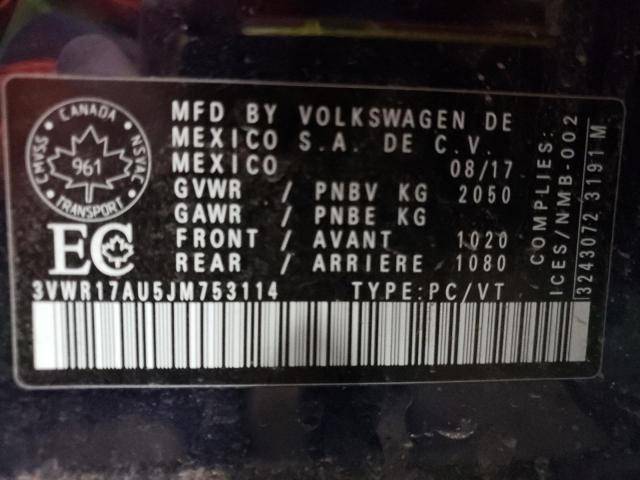 CANADA
CMVSS NSVAC
961
TRANSPORT
EC
MFD BY VOLKSWAGEN DE
MEXICO S.A. DE C.V.
MEXICO 08/17
GVWR / PNBV KG 2050
GAWR / PNBE KG
FRONT / AVANT 1020
REAR / ARRIERE 1080
3VWR17AU5JM753114 TYPE:PC/VT
COMPLIES:
ICES/NMB-002
3243072 3191 M